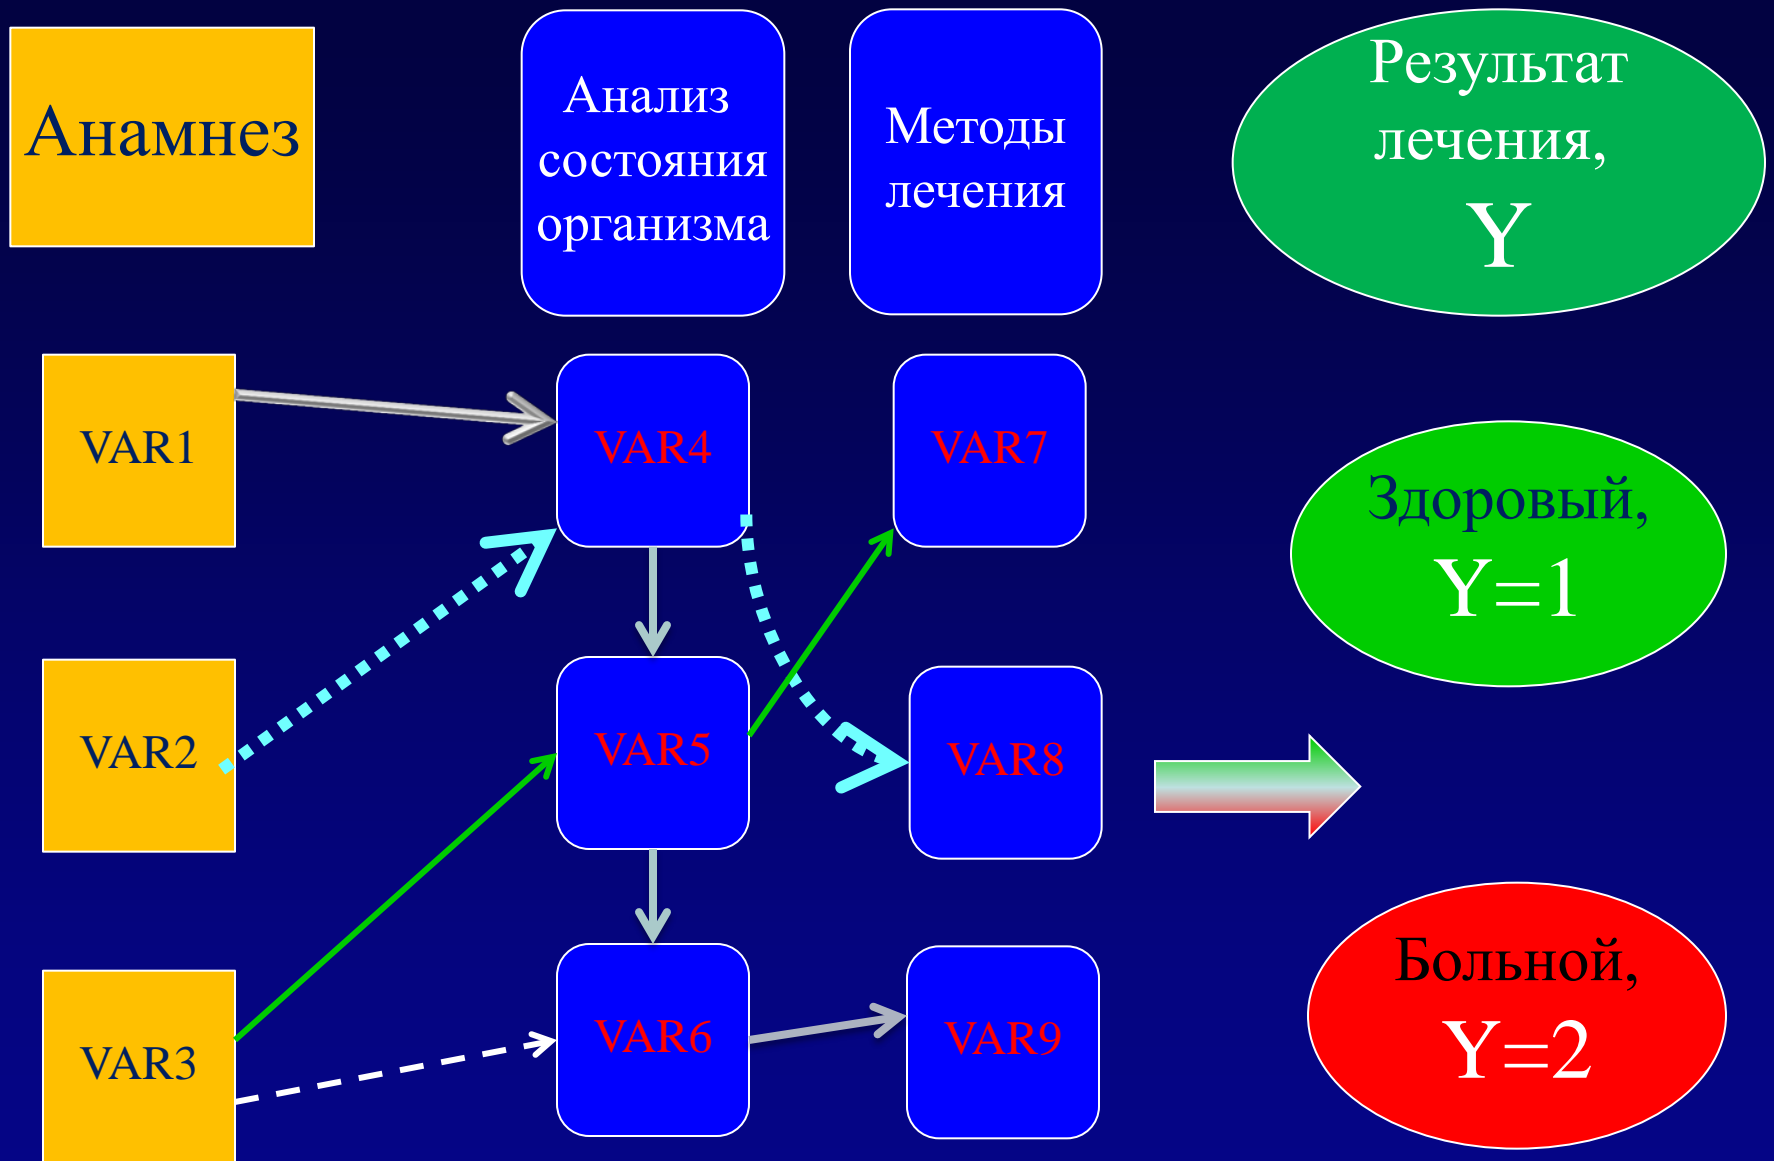 Анамнез
Анализ
состояния
организма
Методы
лечения
Результат
лечения,
Y
VAR1
VAR4
VAR7
Здоровый,
Y=1
VAR2
VAR5
VAR8
VAR3
VAR6
VAR9
Больной,
Y=2